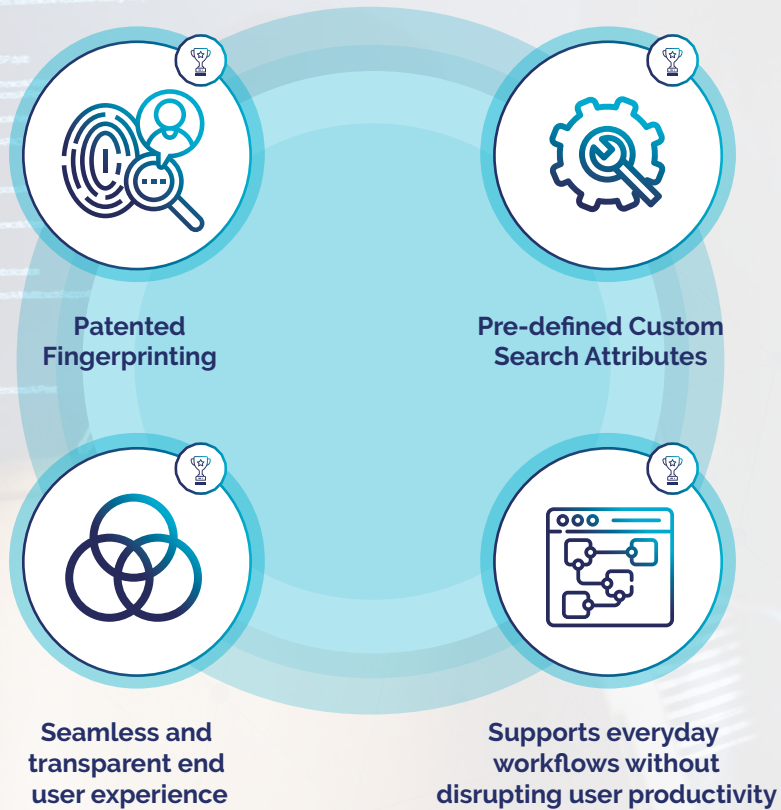 Patented
Fingerprinting
Pre-defined Custom
Search Attributes
Seamless and
transparent end
user experience
Supports everyday
workflows without
disrupting user productivity